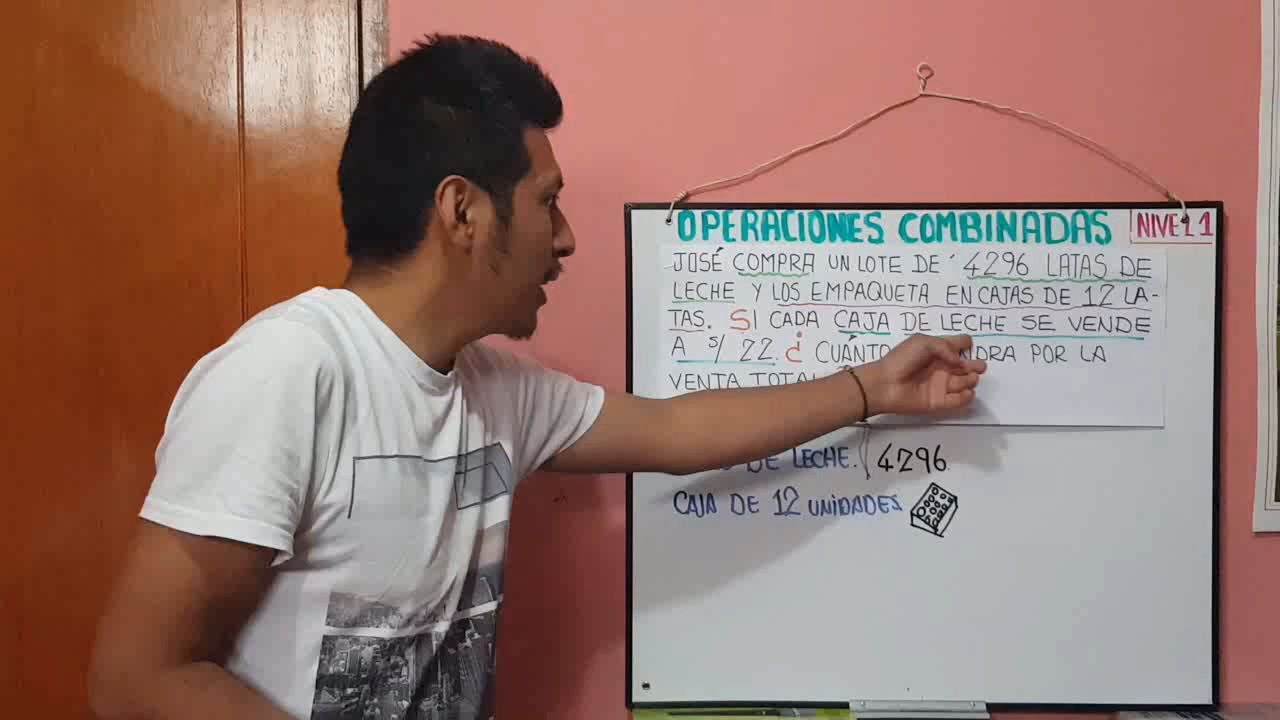 OPERACIONES COMBINADAS
NIVEL 1
JOSÉ COMPRA UN LOTE DE 4296 LATAS DE
LECHE Y LOS EMPAQUETA EN CAJAS DE 12 LA-
TAS. SI CADA CAJA DE LECHE SE VENDE
A S/ 22. ¿ CUÁNTO NDRA POR LA
VENTA TOTAL
DE LECHE. 4296.
CAJA DE 12 UNIDADES